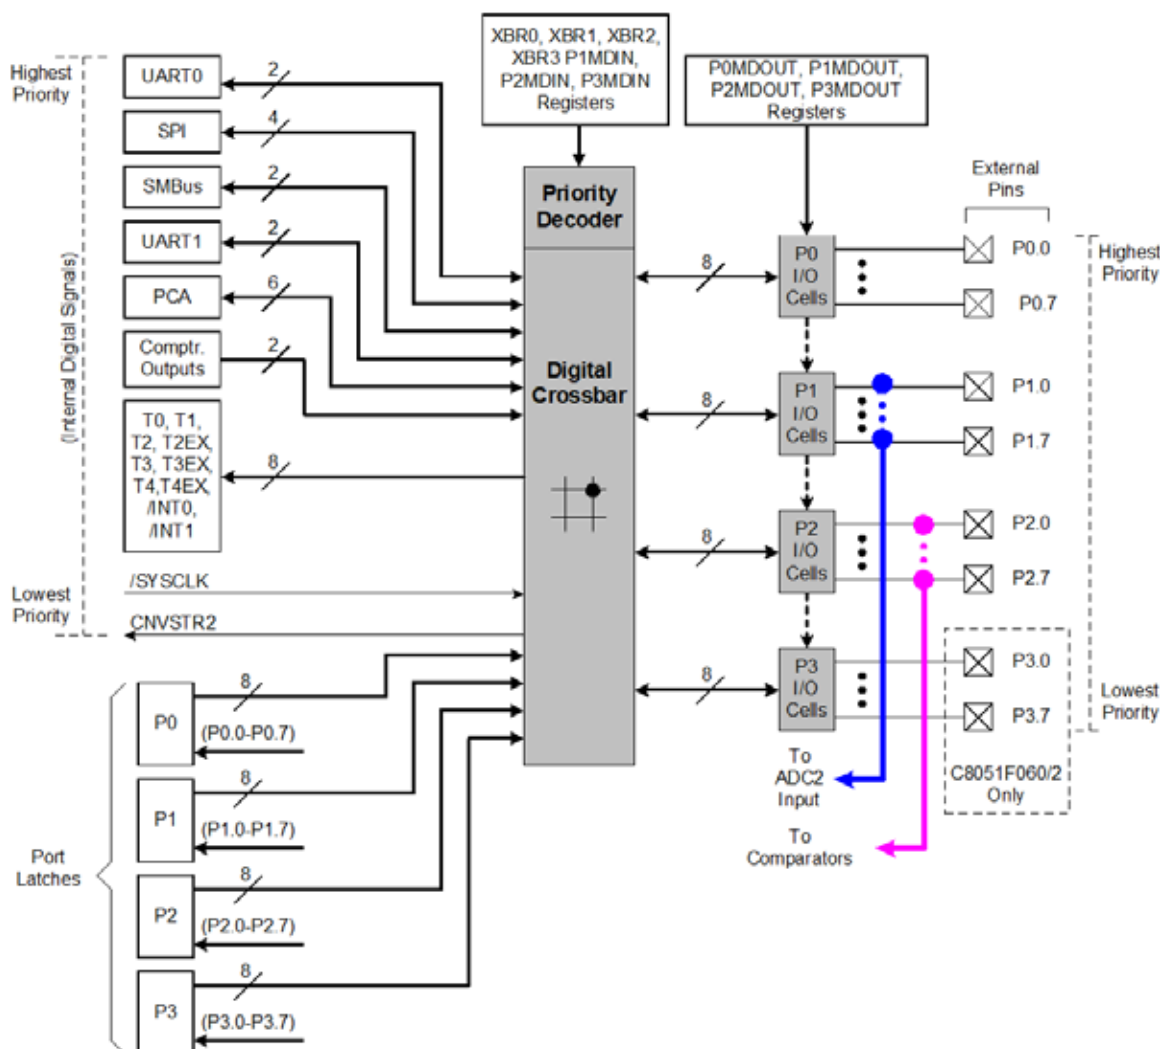 XBR0, XBR1, XBR2,
XBR3 P1MDIN,
P2MDIN, P3MDIN
Registers
P0MDOUT, P1MDOUT,
P2MDOUT, P3MDOUT
Registers
Highest
Priority
(Internal Digital Signals)
Lowest
Priority
UART0
2
SPI
4
SMBus
2
UART1
2
PCA
6
Comptr.
Outputs
2
T0, T1,
T2, T2EX,
T3, T3EX,
T4,T4EX,
/INT0,
/INT1
8
/SYSCLK
CNVSTR2
Port
Latches
P0
8
(P0.0-P0.7)
P1
8
(P1.0-P1.7)
P2
8
(P2.0-P2.7)
P3
8
(P3.0-P3.7)
Priority
Decoder
Digital
Crossbar
8
P0
I/O
Cells
8
P1
I/O
Cells
8
P2
I/O
Cells
8
P3
I/O
Cells
External
Pins
P0.0
P0.7
P1.0
P1.7
P2.0
P2.7
P3.0
P3.7
C8051F060/2
Only
Highest
Priority
Lowest
Priority
To
ADC2
Input
To
Comparators